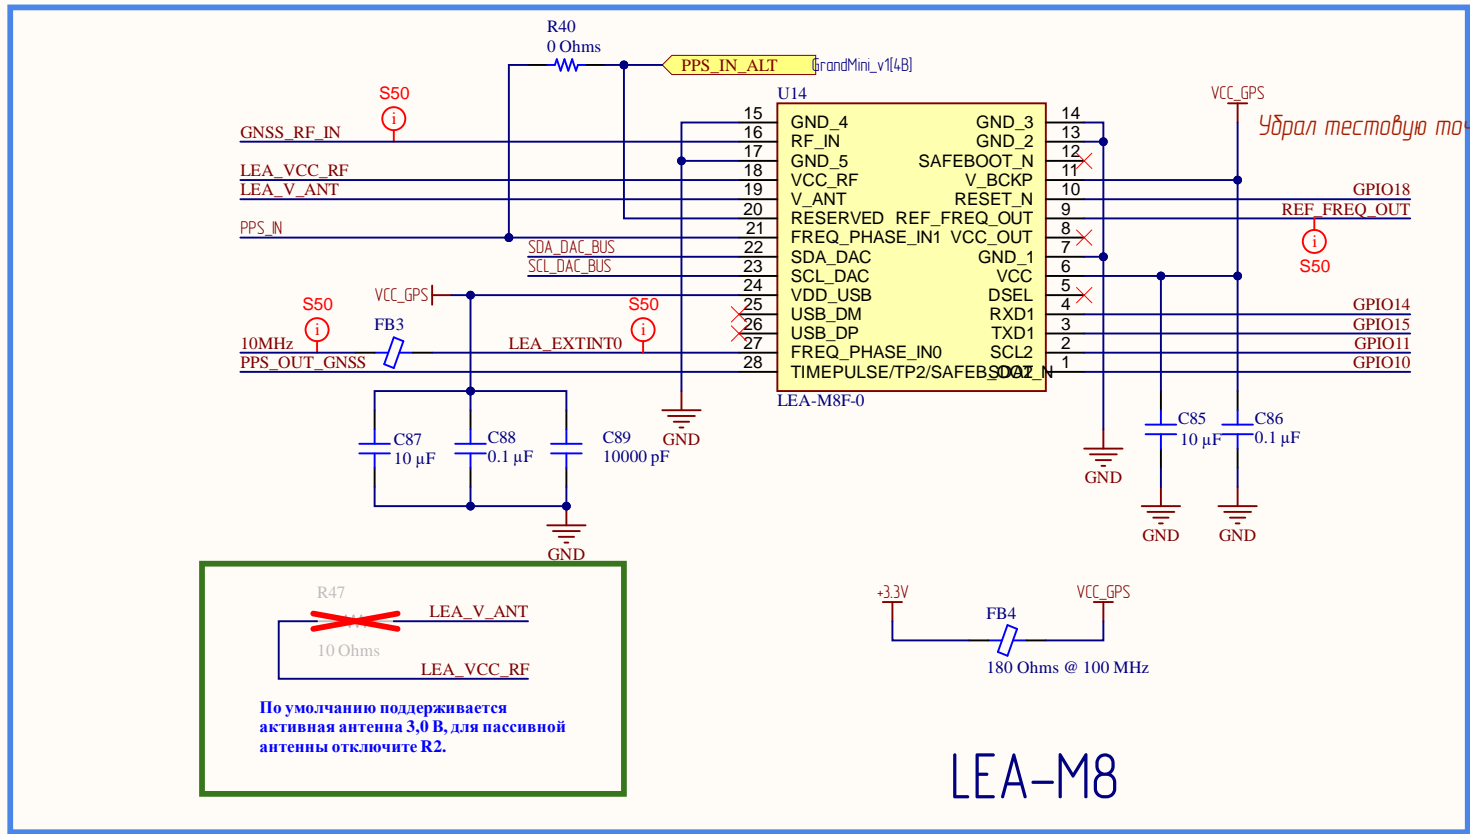 R40
0 Ohms
PPS_IN_ALT
GrandMini_v1[4B]
U14
S50
GNSS_RF_IN
LEA_VCC_RF
LEA_V_ANT
PPS_IN
SDA_DAC_BUS
SCL_DAC_BUS
VCC_GPS
S50
S50
FB3
10MHz
LEA_EXTINT0
PPS_OUT_GNSS
15 GND_4
16 RF_IN
17 GND_5
18 VCC_RF
19 V_ANT
20 RESERVED
21 FREQ_PHASE_IN1
22 SDA_DAC
23 SCL_DAC
24 VDD_USB
25 USB_DM
26 USB_DP
27 FREQ_PHASE_IN0
28 TIMEPULSE/TP2/SAFEBOOT_N
GND_3 14
GND_2 13
SAFEBOOT_N 12
V_BCKP 11
RESET_N 10
REF_FREQ_OUT 9
VCC_OUT 8
GND_1 7
VCC 6
DSEL 5
RXD1 4
TXD1 3
SCL2 2
SDA2 1
LEA-M8F-0
VCC_GPS
Убрал тестовую
GPIO18
REF_FREQ_OUT
S50
GPIO14
GPIO15
GPIO11
GPIO10
C87
10 µF
C88
0.1 µF
C89
10000 pF
GND
GND
GND
C85
10 µF
C86
0.1 µF
GND
GND
R47
10 Ohms
LEA_V_ANT
LEA_VCC_RF
По умолчанию поддерживается
активная антенна 3,0 В, для пассивной
антенны отключите R2.
+3.3V
VCC_GPS
FB4
180 Ohms @ 100 MHz
LEA-M8